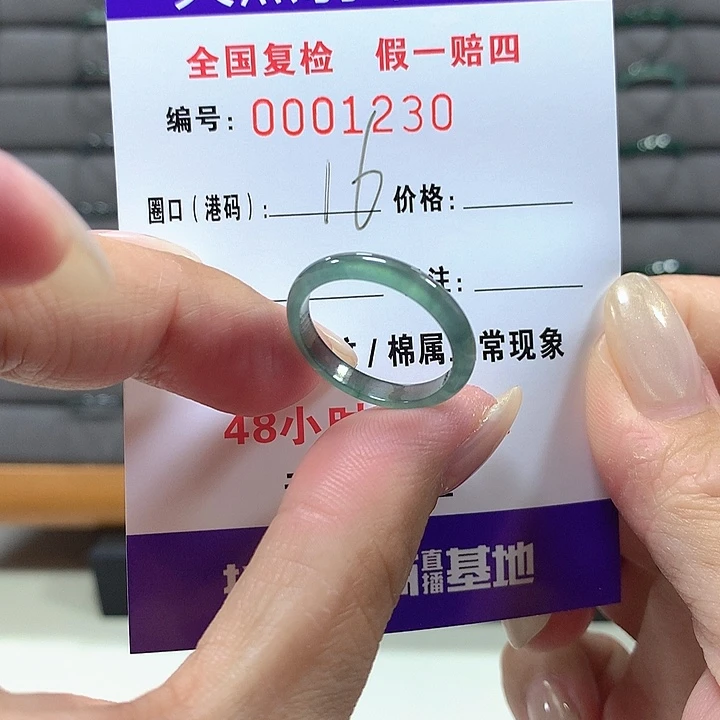 全国复检 假一赔四
编号: 0001230
圈口(港码): 16 价格:
注:
/棉属 常现象
48小时
直播基地